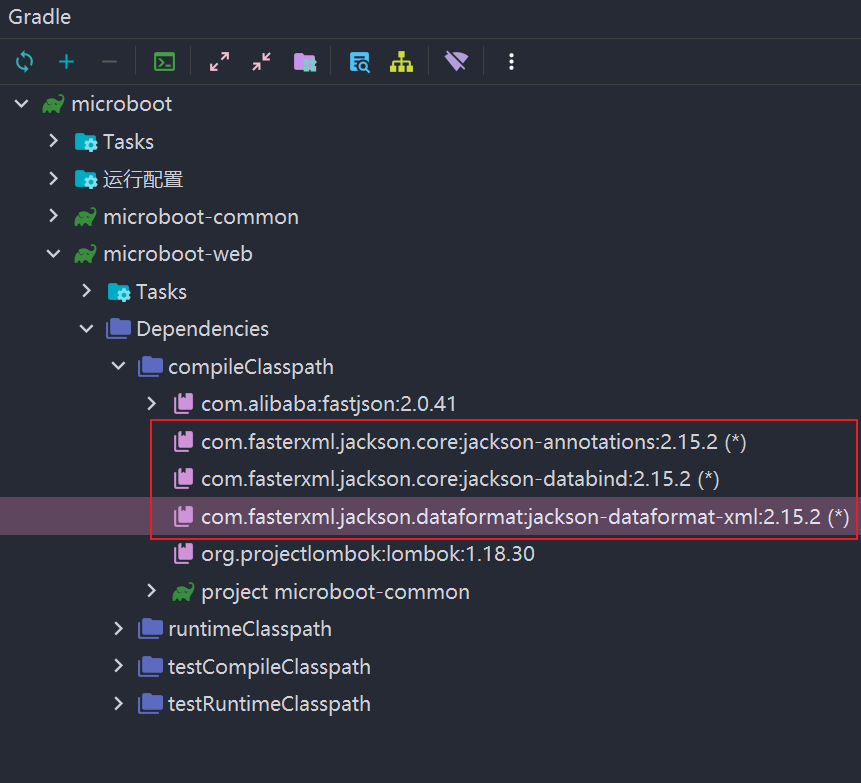 Gradle
microboot
Tasks
运行配置
microboot-common
microboot-web
Tasks
Dependencies
compileClasspath
com.alibaba:fastjson:2.0.41
com.fasterxml.jackson.core:jackson-annotations:2.15.2 (*)
com.fasterxml.jackson.core:jackson-databind:2.15.2 (*)
com.fasterxml.jackson.dataformat:jackson-dataformat-xml:2.15.2 (*)
org.projectlombok:lombok:1.18.30
project microboot-common
runtimeClasspath
testCompileClasspath
testRuntimeClasspath